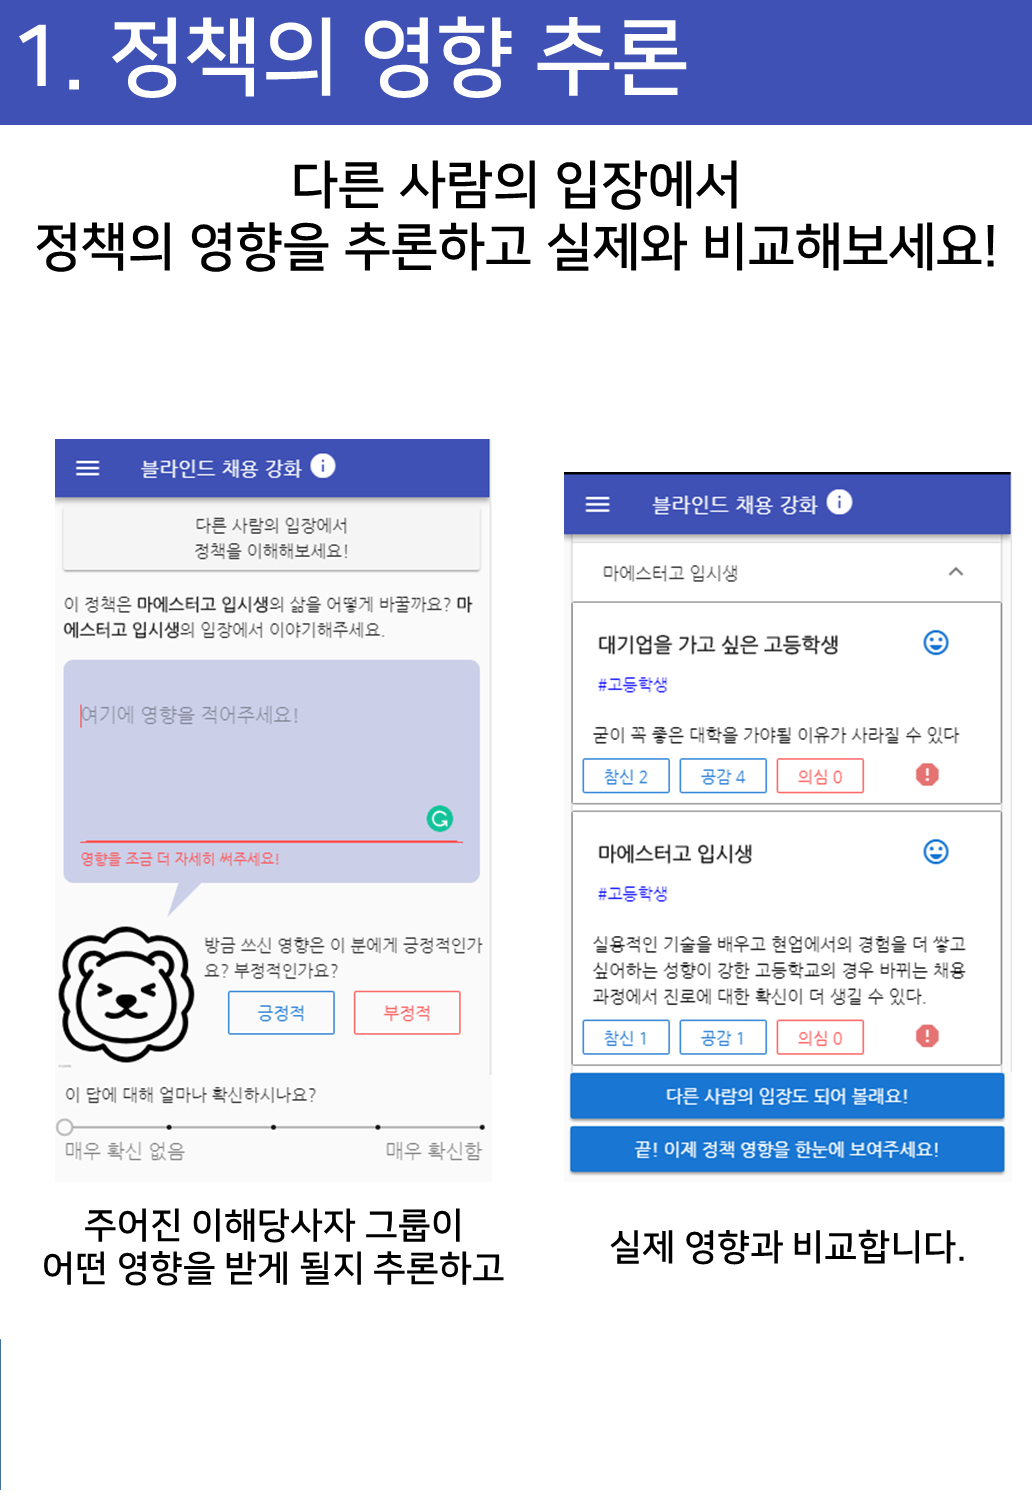 1. 정책의 영향 추론
다른 사람의 입장에서
정책의 영향을 추론하고 실제와 비교해보세요!
블라인드 채용 강화
다른 사람의 입장에서
정책을 이해해보세요!
이 정책은 마에스터고 입시생의 삶을 어떻게 바꿀까요? 마
에스터고 입시생의 입장에서 이야기해주세요.
여기에 영향을 적어주세요!
영향을 조금 더 자세히 써주세요!
방금 쓰신 영향은 이 분에게 긍정적인가
요? 부정적인가요?
긍정적 부정적
이 답에 대해 얼마나 확신하시나요?
매우 확신 없음 매우 확신함
주어진 이해당사자 그룹이
어떤 영향을 받게 될지 추론하고
블라인드 채용 강화
마에스터고 입시생
대기업을 가고 싶은 고등학생
#고등학생
굳이 꼭 좋은 대학을 가야될 이유가 사라질 수 있다
참신 2 공감 4 의심 0
마에스터고 입시생
#고등학생
실용적인 기술을 배우고 현업에서의 경험을 더 쌓고
싶어하는 성향이 강한 고등학교의 경우 바뀌는 채용
과정에서 진로에 대한 확신이 더 생길 수 있다.
참신 1 공감 1 의심 0
다른 사람의 입장도 되어 볼래요!
끝! 이제 정책 영향을 한눈에 보여주세요!
실제 영향과 비교합니다.